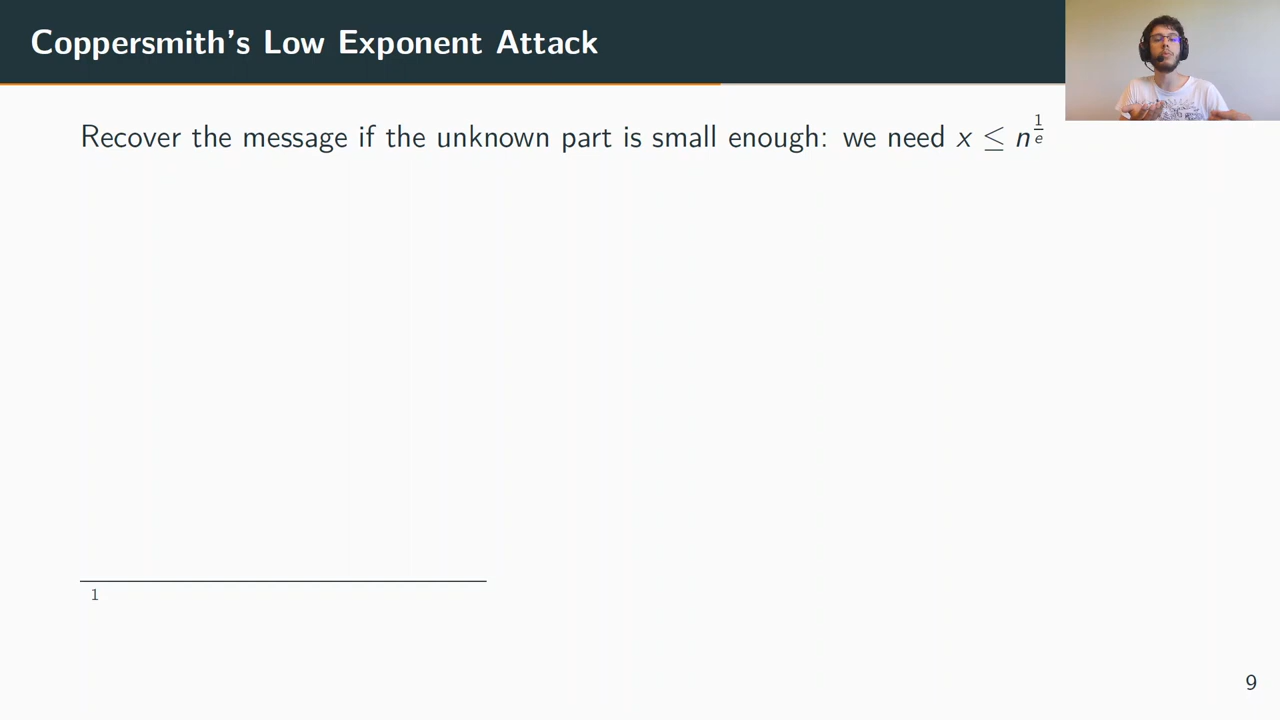 Coppersmith's Low Exponent Attack
Recover the message if the unknown part is small enough: we need x ≤ n^{\frac{1}{e}}
1
9